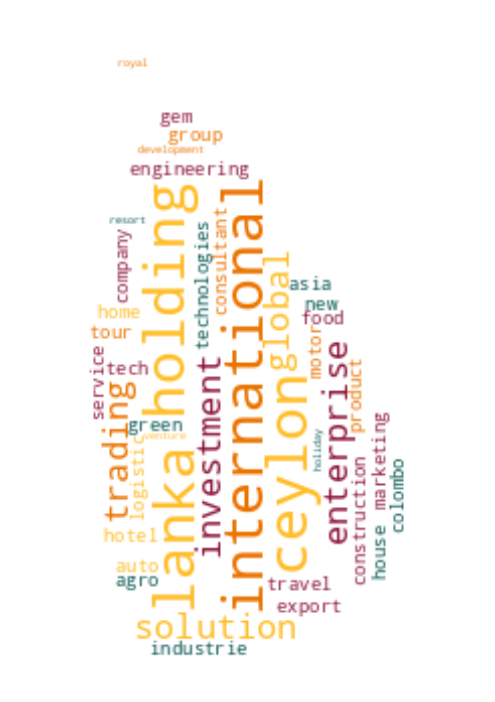 royal
gem
group
development
engineering
holding
international
resort
company
technologies
consultant
global
asia
new
food
home
tour
motor
service
tech
trading
green
venture
logistic
investment
lanka
ceylon
enterprise
product
holiday
marketing
construction
colombo
house
hotel
auto
agro
travel
export
solution
industrie